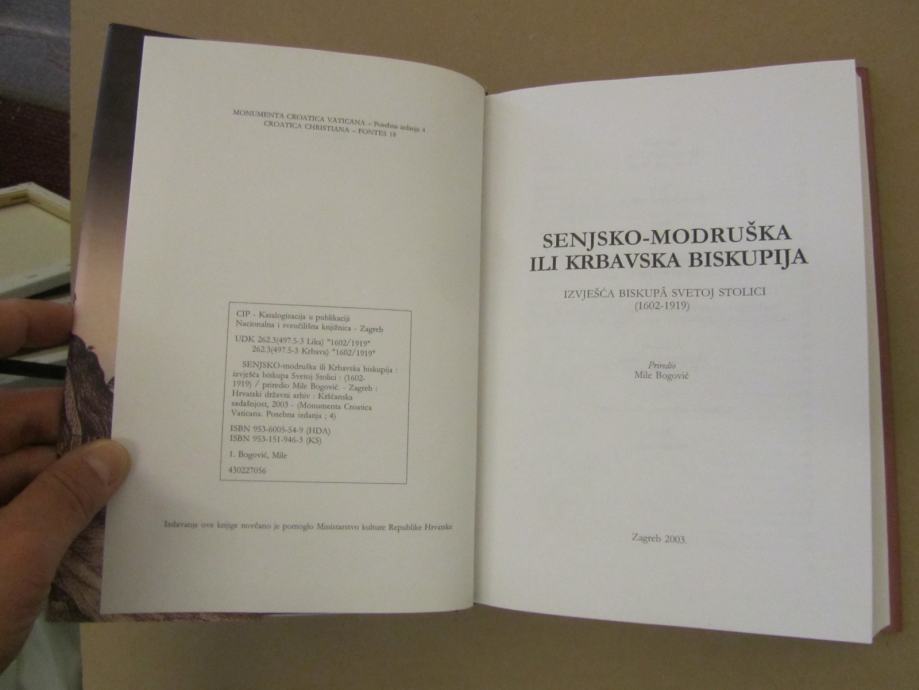 MONUMENTA CROATICA VATICANA – Posebna izdanja 4
CROATICA CHRISTIANA – FONTES 18
CIP - Katalogizacija u publikaciji
Nacionalna i sveučilišna knjižnica - Zagreb
UDK 262.3(497.5-3 Lika) "1602/1919"
262.3(497.5-3 Krbava) "1602/1919"
SENJSKO-modruška ili Krbavska biskupija :
izvješća biskupa Svetoj Stolici : (1602-
1919) / priredio Mile Bogović. - Zagreb :
Hrvatski državni arhiv : Kršćanska
sadašnjost, 2003 - (Monumenta Croatica
Vaticana. Posebna izdanja ; 4)
ISBN 953-6005-54-9 (HDA)
ISBN 953-151-946-3 (KS)
1. Bogović, Mile
430227056
Izdavanje ove knjige novčano je pomoglo Ministarstvo kulture Republike Hrvatske
SENJSKO-MODRUŠKA
ILI KRBAVSKA BISKUPIJA
IZVJEŠĆA BISKUPÂ SVETOJ STOLICI
(1602-1919)
Priredio
Mile Bogović
Zagreb 2003.